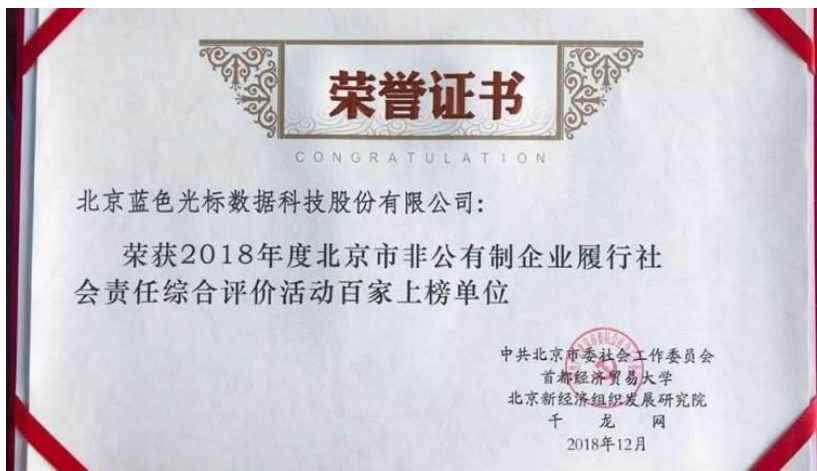 荣誉证书
CONGRATULATION
北京蓝色光标数据科技股份有限公司:
荣获2018年度北京市非公有制企业履行社
会责任综合评价活动百家上榜单位
中共北京市委社会工作委员会
首都经济贸易大学
北京新经济组织发展研究院
千龙网
2018年12月